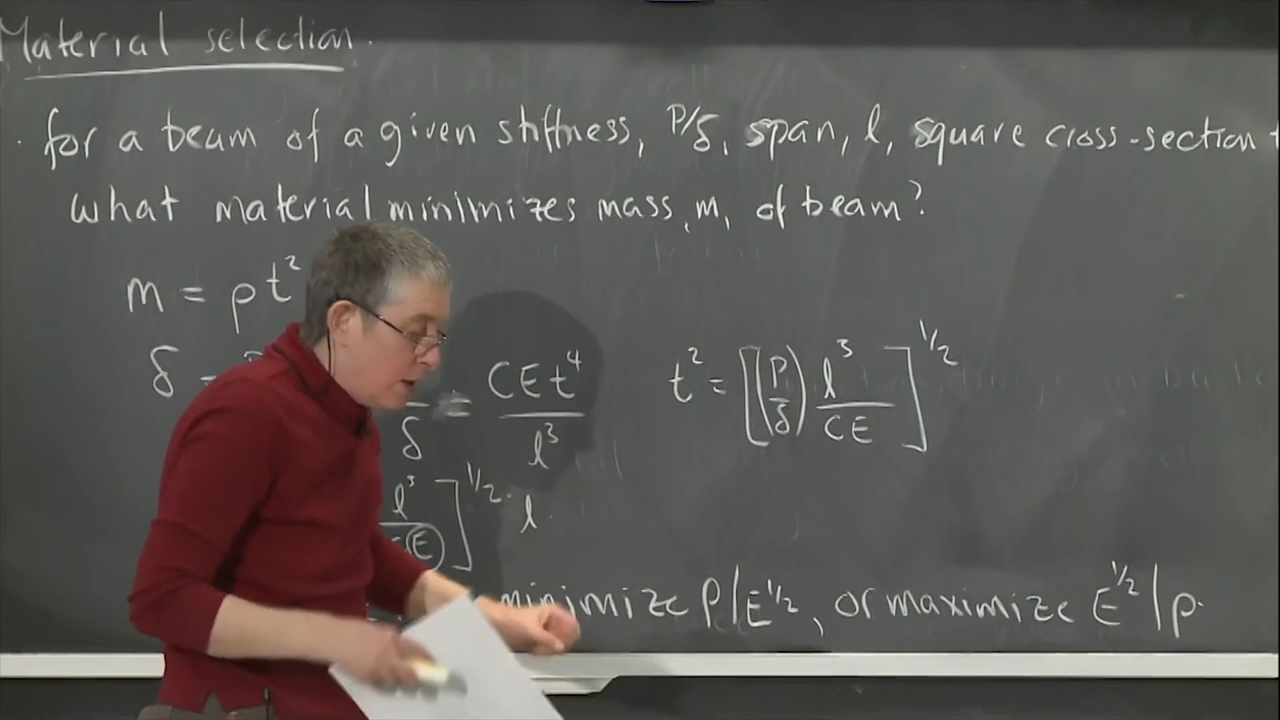 Material selection.
· for a beam of a given stiffness, P/δ, span, l, square cross-section t
what material minimizes mass, m, of beam?
m = ρt²
δ = CEt⁴/l³ t² = [(P/δ) l³/CE]^1/2
l³/CE]^1/2 · l
minimize ρ/E^1/2, or maximize E^1/2/ρ.